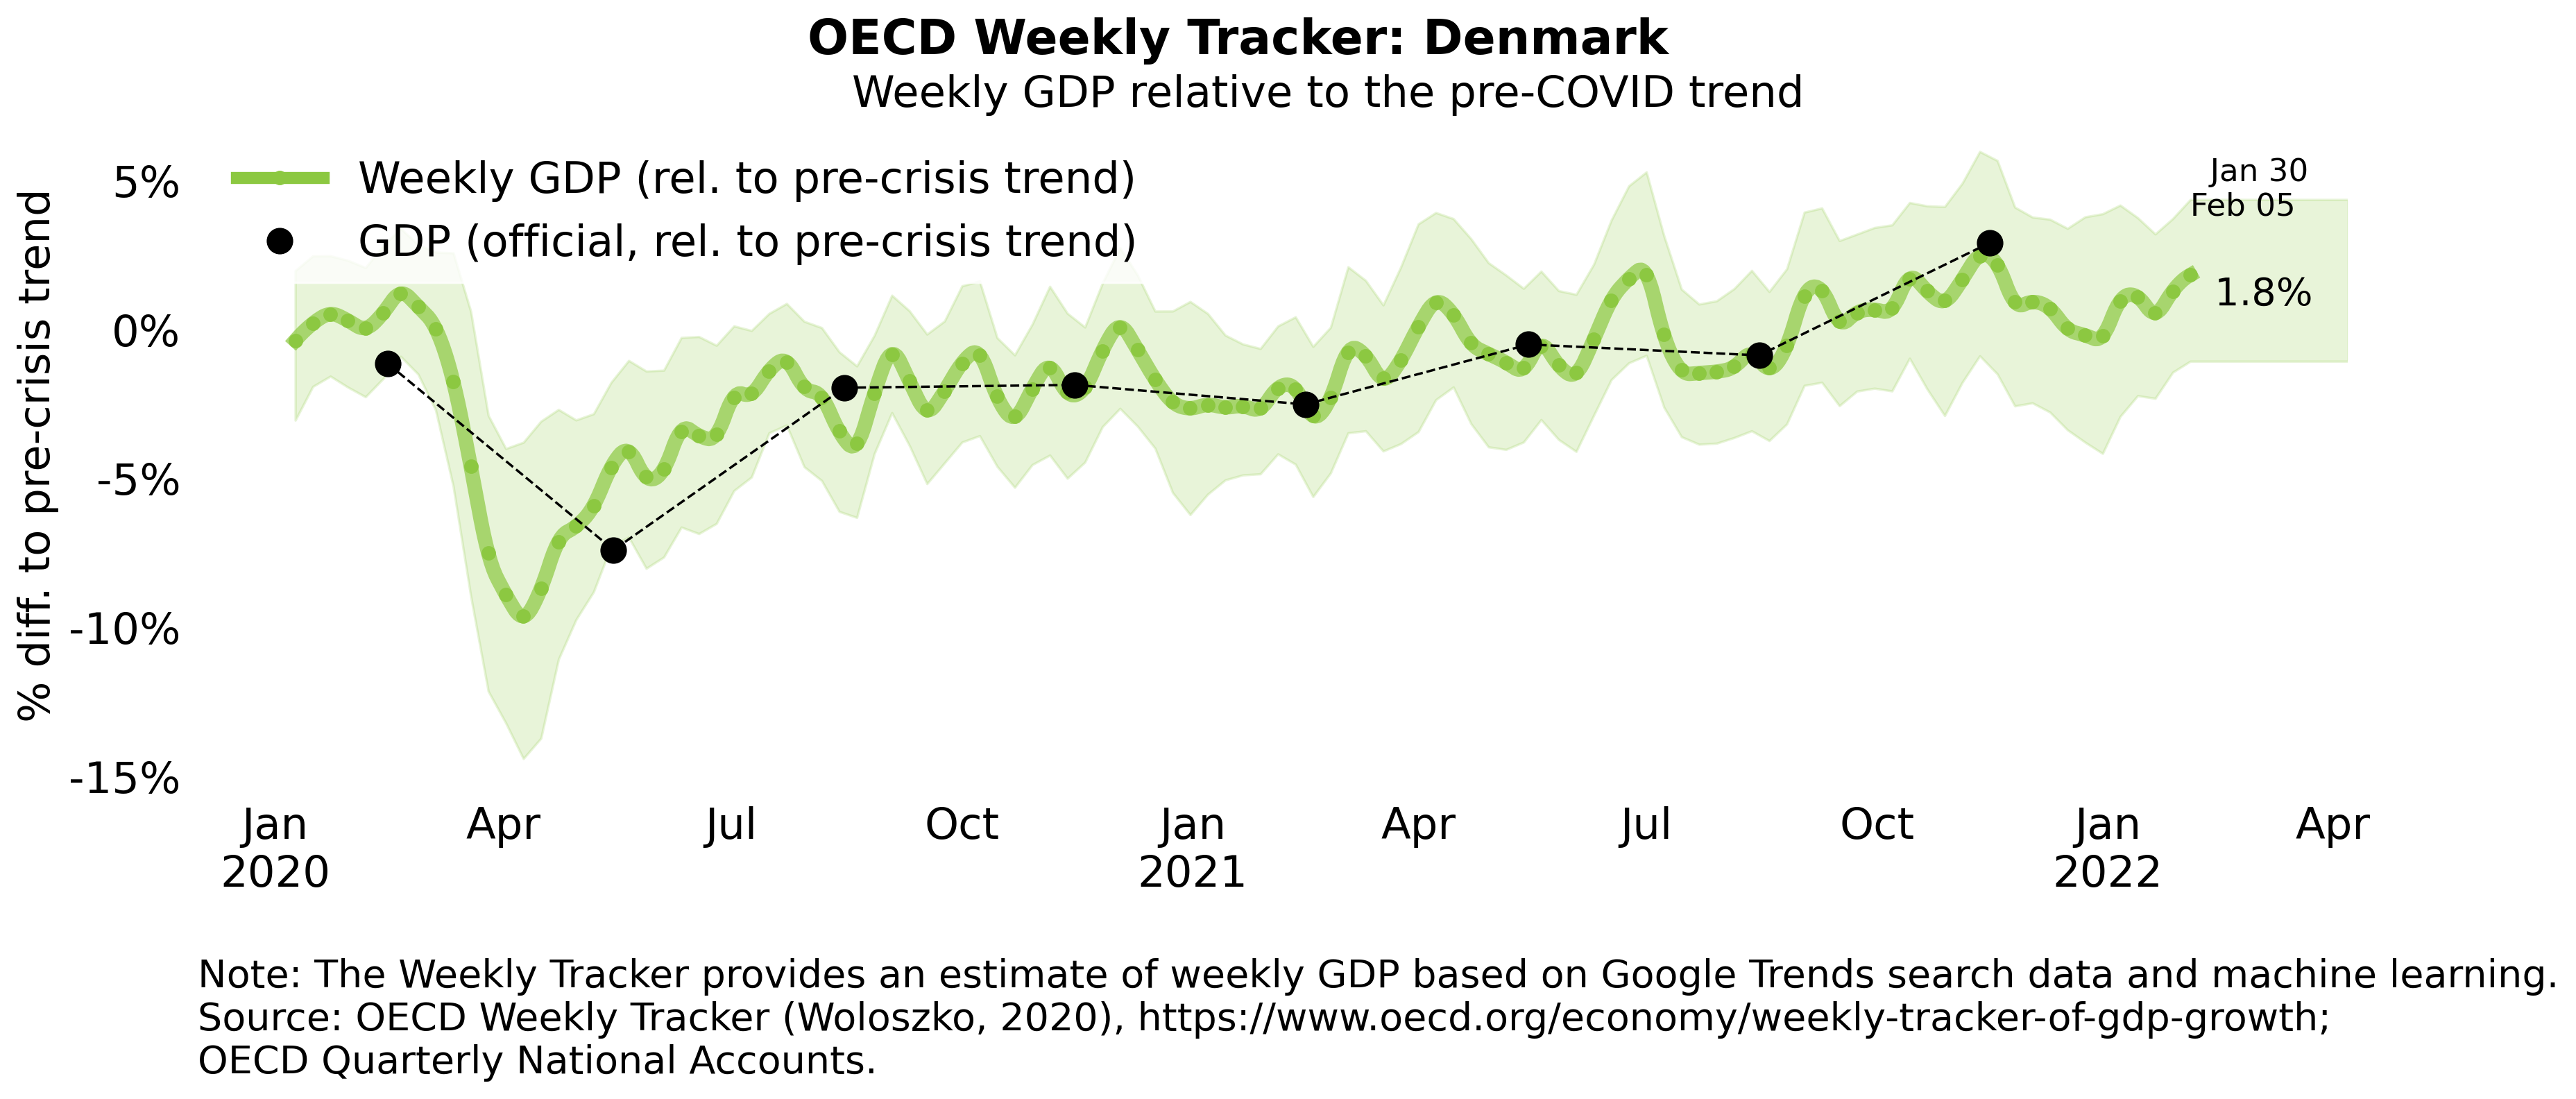 OECD Weekly Tracker: Denmark
Weekly GDP relative to the pre-COVID trend
Weekly GDP (rel. to pre-crisis trend)
GDP (official, rel. to pre-crisis trend)
% diff. to pre-crisis trend
5%
0%
-5%
-10%
-15%
Jan 30
Feb 05
1.8%
Jan Apr Jul Oct Jan Apr Jul Oct Jan Apr
2020 2021 2022
Note: The Weekly Tracker provides an estimate of weekly GDP based on Google Trends search data and machine learning.
Source: OECD Weekly Tracker (Woloszko, 2020), https://www.oecd.org/economy/weekly-tracker-of-gdp-growth;
OECD Quarterly National Accounts.